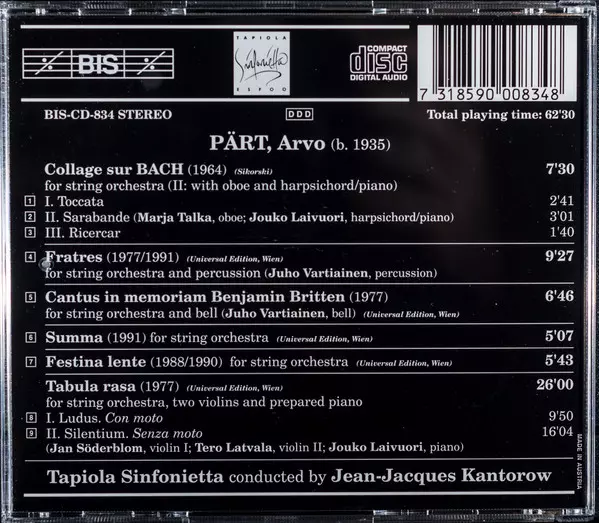 BIS
TAPIOLA
Sinfonietta
ESPOO
COMPACT
disc
DIGITAL AUDIO
7 318590 008348
BIS-CD-834 STEREO
DDD
Total playing time: 62'30
PÄRT, Arvo (b. 1935)
Collage sur BACH (1964) (Sikorski) 7'30
for string orchestra (II: with oboe and harpsichord/piano)
1 I. Toccata 2'41
2 II. Sarabande (Marja Talka, oboe; Jouko Laivuori, harpsichord/piano) 3'01
3 III. Ricercar 1'40
4 Fratres (1977/1991) (Universal Edition, Wien) 9'27
for string orchestra and percussion (Juho Vartiainen, percussion)
5 Cantus in memoriam Benjamin Britten (1977) 6'46
for string orchestra and bell (Juho Vartiainen, bell) (Universal Edition, Wien)
6 Summa (1991) for string orchestra (Universal Edition, Wien) 5'07
7 Festina lente (1988/1990) for string orchestra (Universal Edition, Wien) 5'43
Tabula rasa (1977) (Universal Edition, Wien) 26'00
for string orchestra, two violins and prepared piano
8 I. Ludus. Con moto 9'50
9 II. Silentium. Senza moto 16'04
(Jan Söderblom, violin I; Tero Latvala, violin II; Jouko Laivuori, piano)
MADE IN AUSTRIA
Tapiola Sinfonietta conducted by Jean-Jacques Kantorow